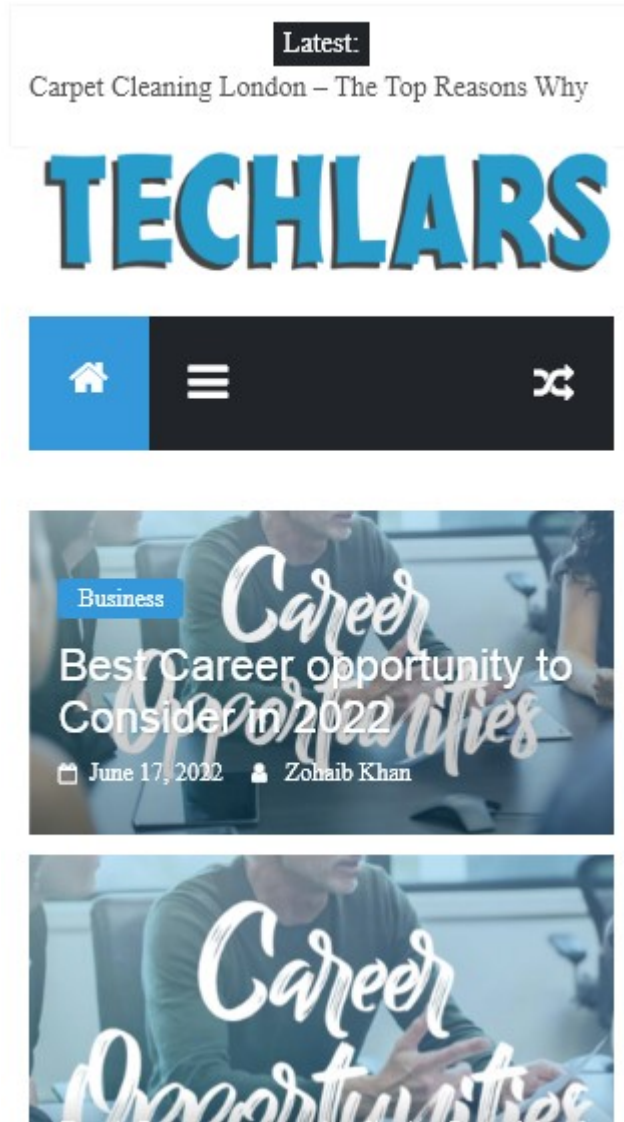 Latest:
Carpet Cleaning London – The Top Reasons Why
TECHLARS
Business
Career
Opportunities
Best Career opportunity to
Consider in 2022
June 17, 2022 Zohaib Khan
Career
Opportunities